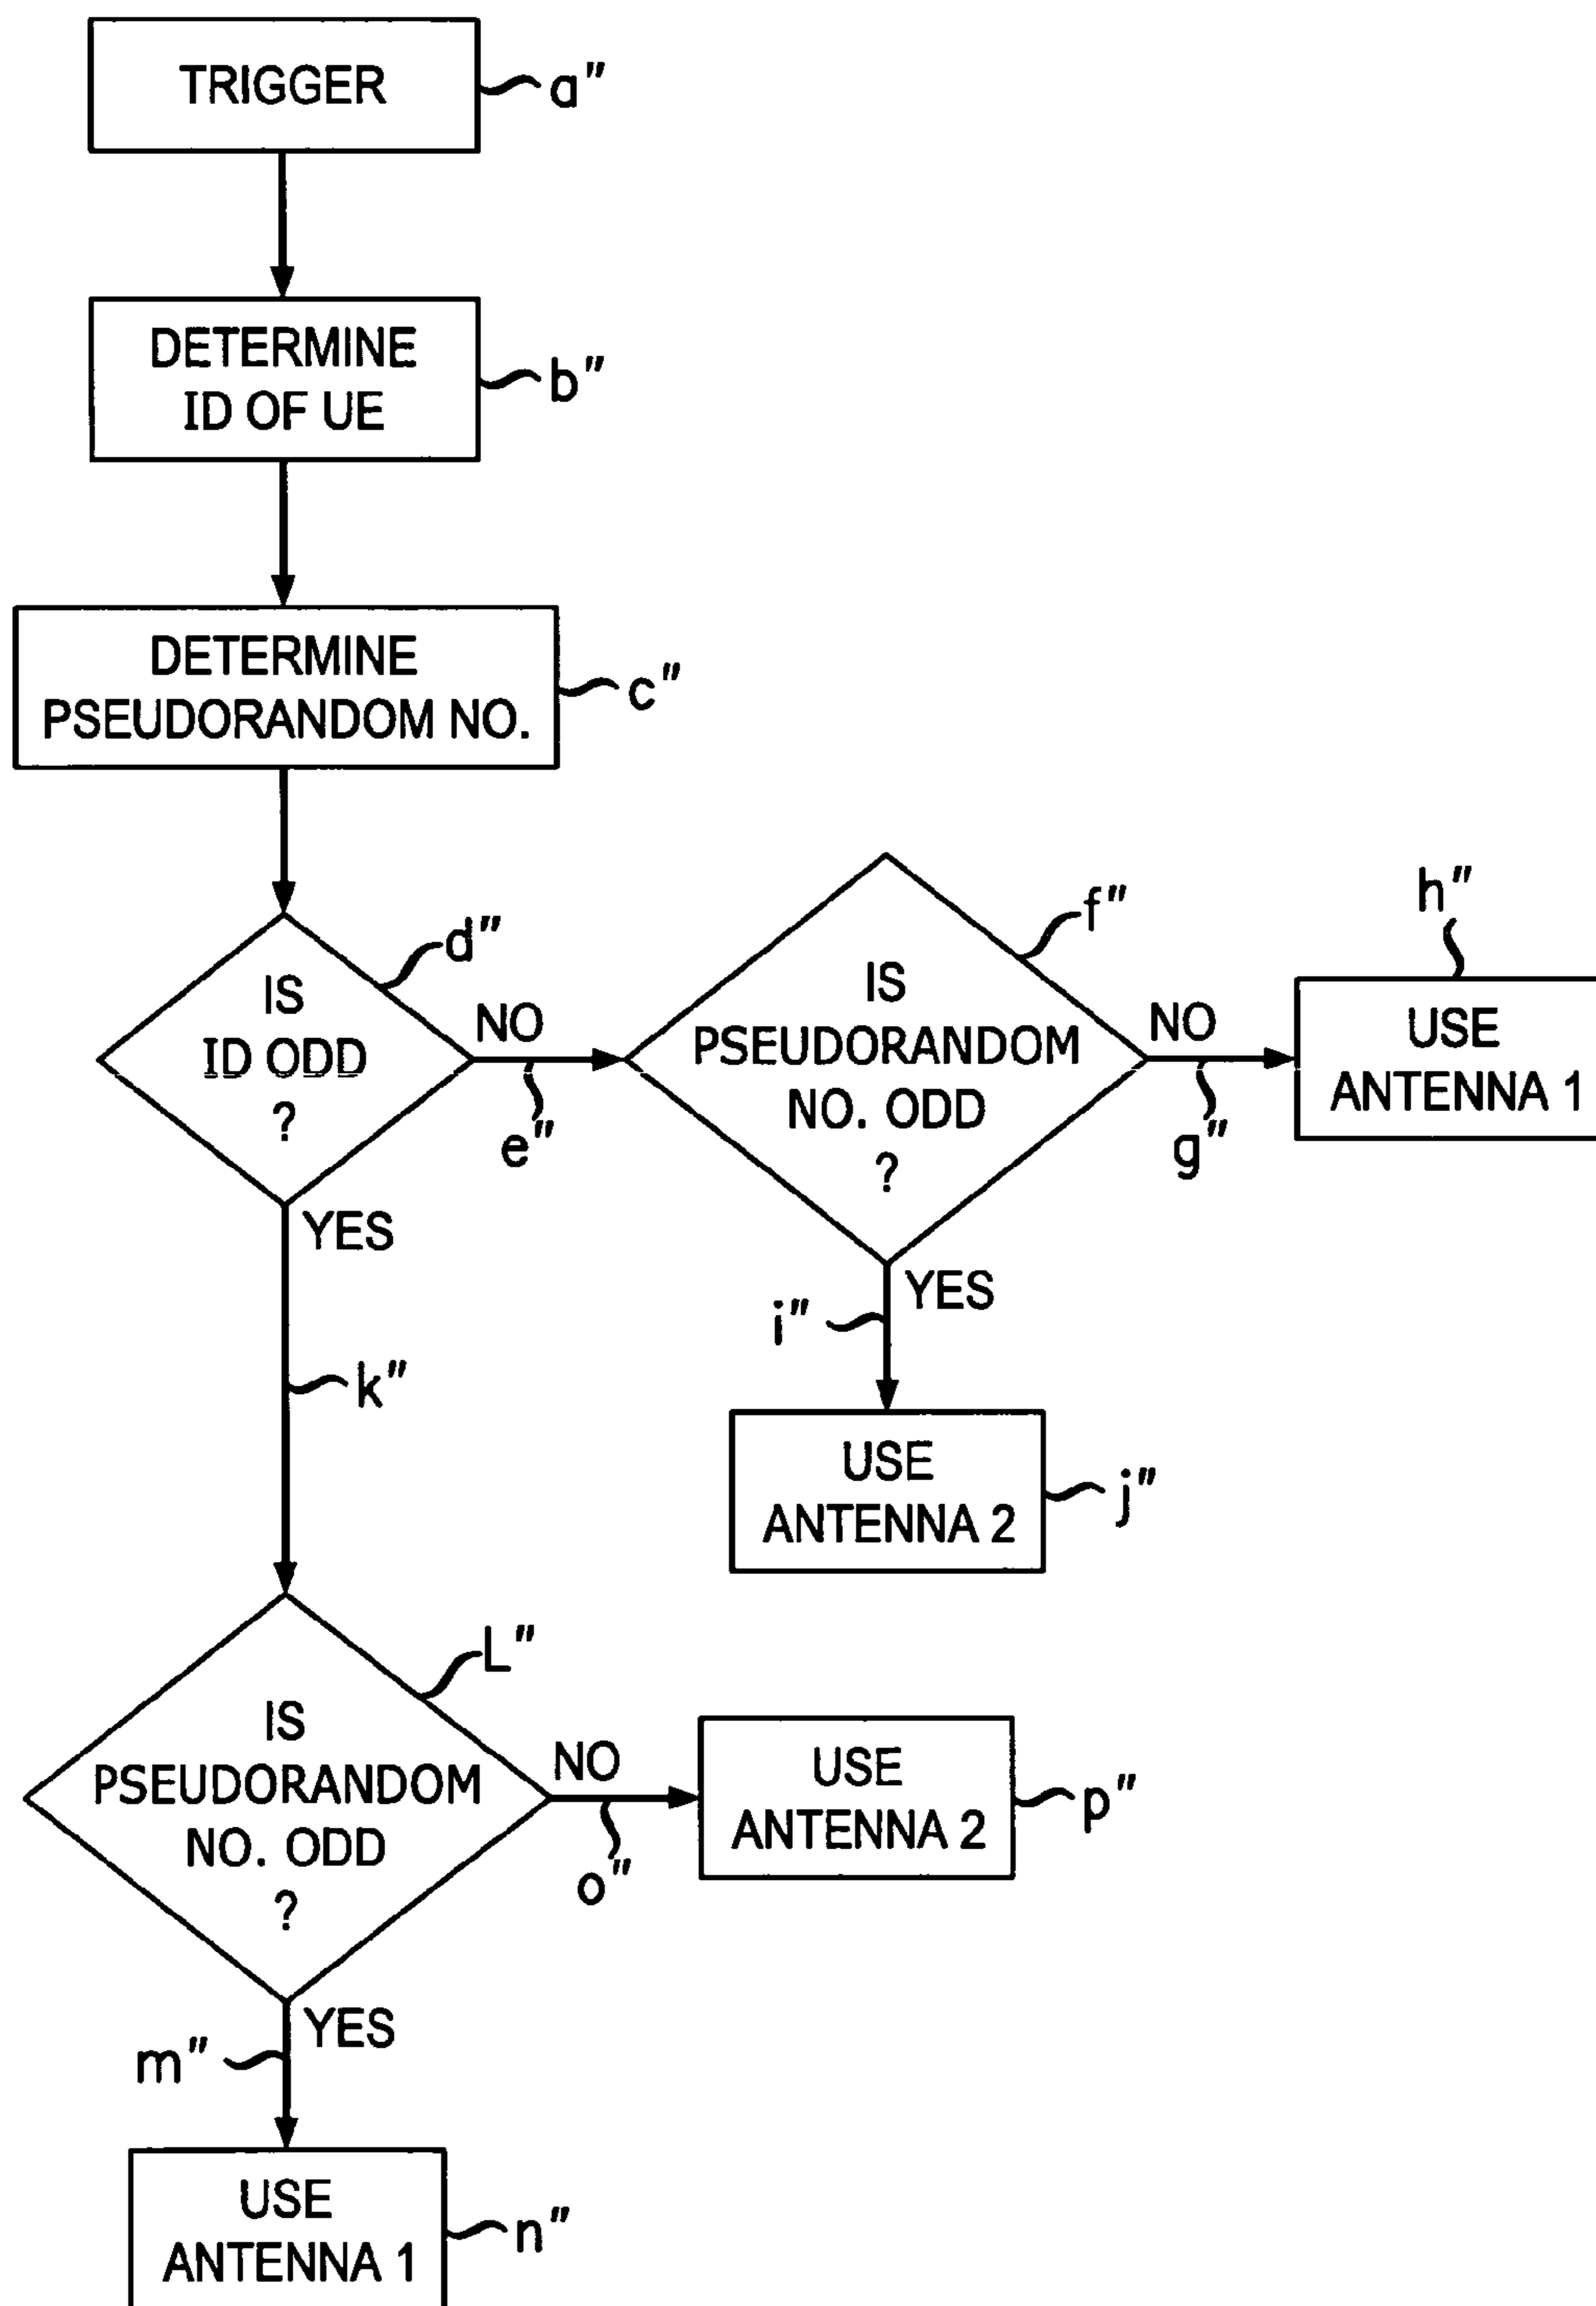 TRIGGER
a"
DETERMINE
ID OF UE
b"
DETERMINE
PSEUDORANDOM NO.
c"
IS
ID ODD
?
d"
NO
e"
IS
PSEUDORANDOM
NO. ODD
?
f"
NO
g"
h"
USE
ANTENNA 1
YES
i"
USE
ANTENNA 2
j"
YES
k"
IS
PSEUDORANDOM
NO. ODD
?
L"
NO
o"
USE
ANTENNA 2
p"
YES
m"
USE
ANTENNA 1
n"